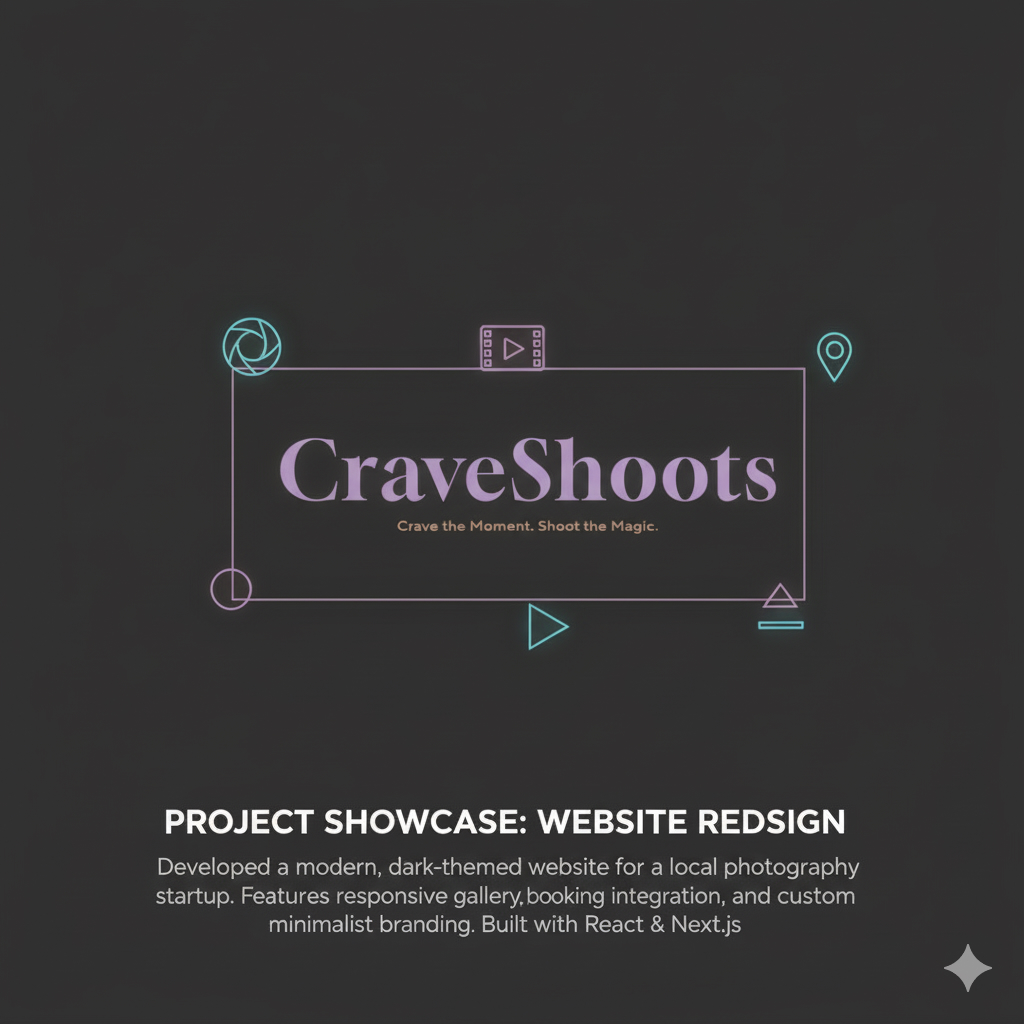 CraveShoots
Crave the Moment. Shoot the Magic.
PROJECT SHOWCASE: WEBSITE REDSIGN
Developed a modern, dark-themed website for a local photography
startup. Features responsive gallery,booking integration, and custom
minimalist branding. Built with React & Next.js